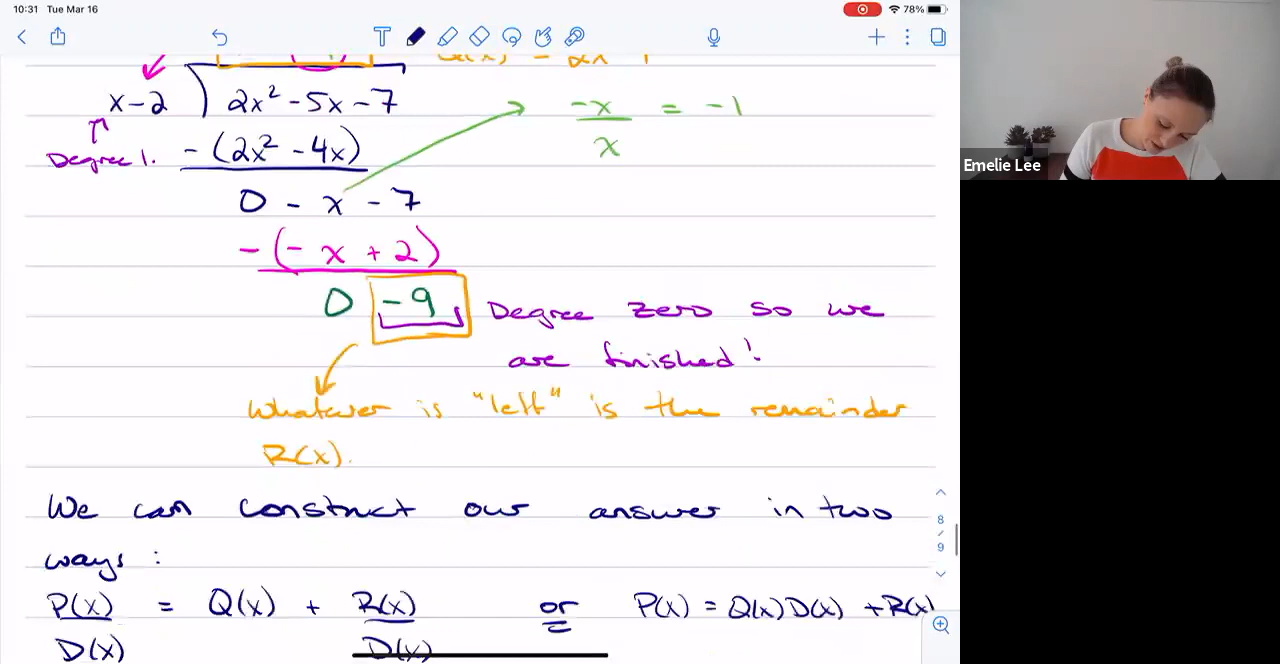 10:31 Tue Mar 16
78%
x-2 2x² -5x -7
-x/x = -1
Degree 1.
- (2x² -4x)
0 - x - 7
- (- x + 2)
0 -9 Degree zero so we
are finished!
Whatever is "left" is the remainder
R(x).
We can construct our answer in two
ways :
P(x)/D(x) = Q(x) + R(x)/D(x) or P(x) = Q(x)D(x) +R(x)
8/9
Emelie Lee